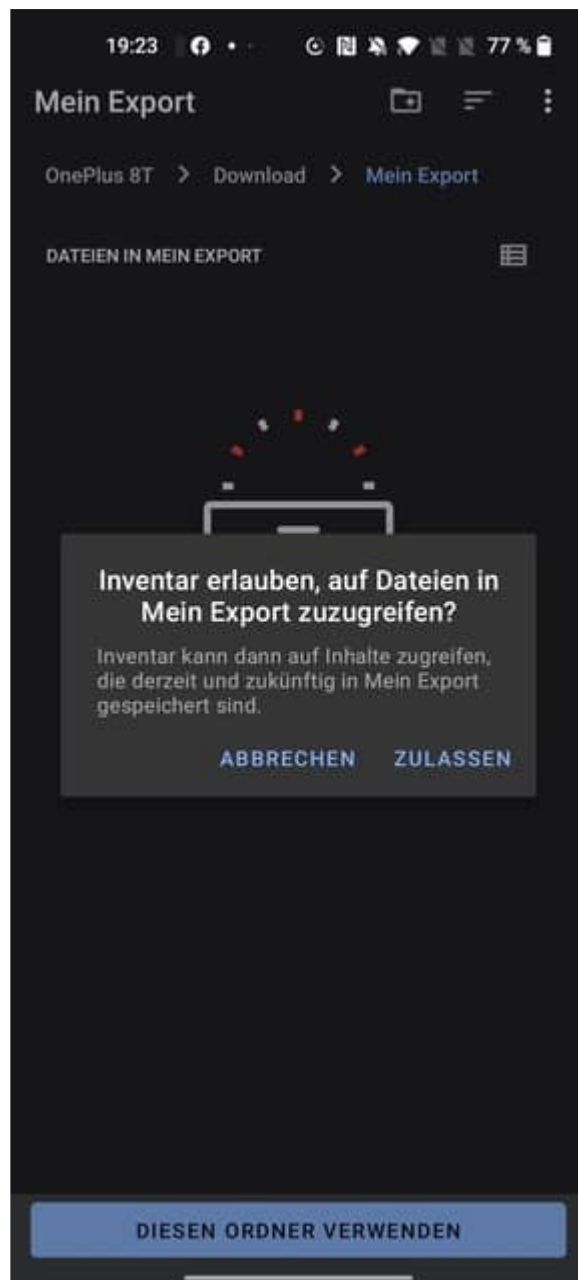 19:23 77 %
Mein Export
OnePlus 8T > Download > Mein Export
DATEIEN IN MEIN EXPORT
Inventar erlauben, auf Dateien in
Mein Export zuzugreifen?
Inventar kann dann auf Inhalte zugreifen,
die derzeit und zukünftig in Mein Export
gespeichert sind.
ABBRECHEN ZULASSEN
DIESEN ORDNER VERWENDEN